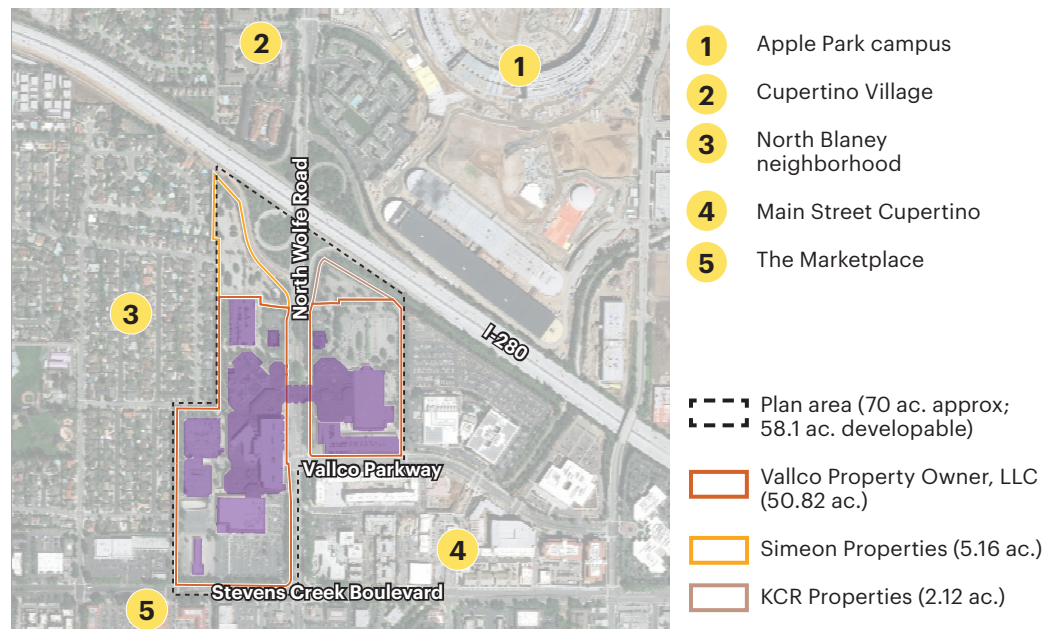 2
1
North Wolfe Road
3
I-280
Vallco Parkway
4
Stevens Creek Boulevard
5
1 Apple Park campus
2 Cupertino Village
3 North Blaney
neighborhood
4 Main Street Cupertino
5 The Marketplace
Plan area (70 ac. approx;
58.1 ac. developable)
Vallco Property Owner, LLC
(50.82 ac.)
Simeon Properties (5.16 ac.)
KCR Properties (2.12 ac.)